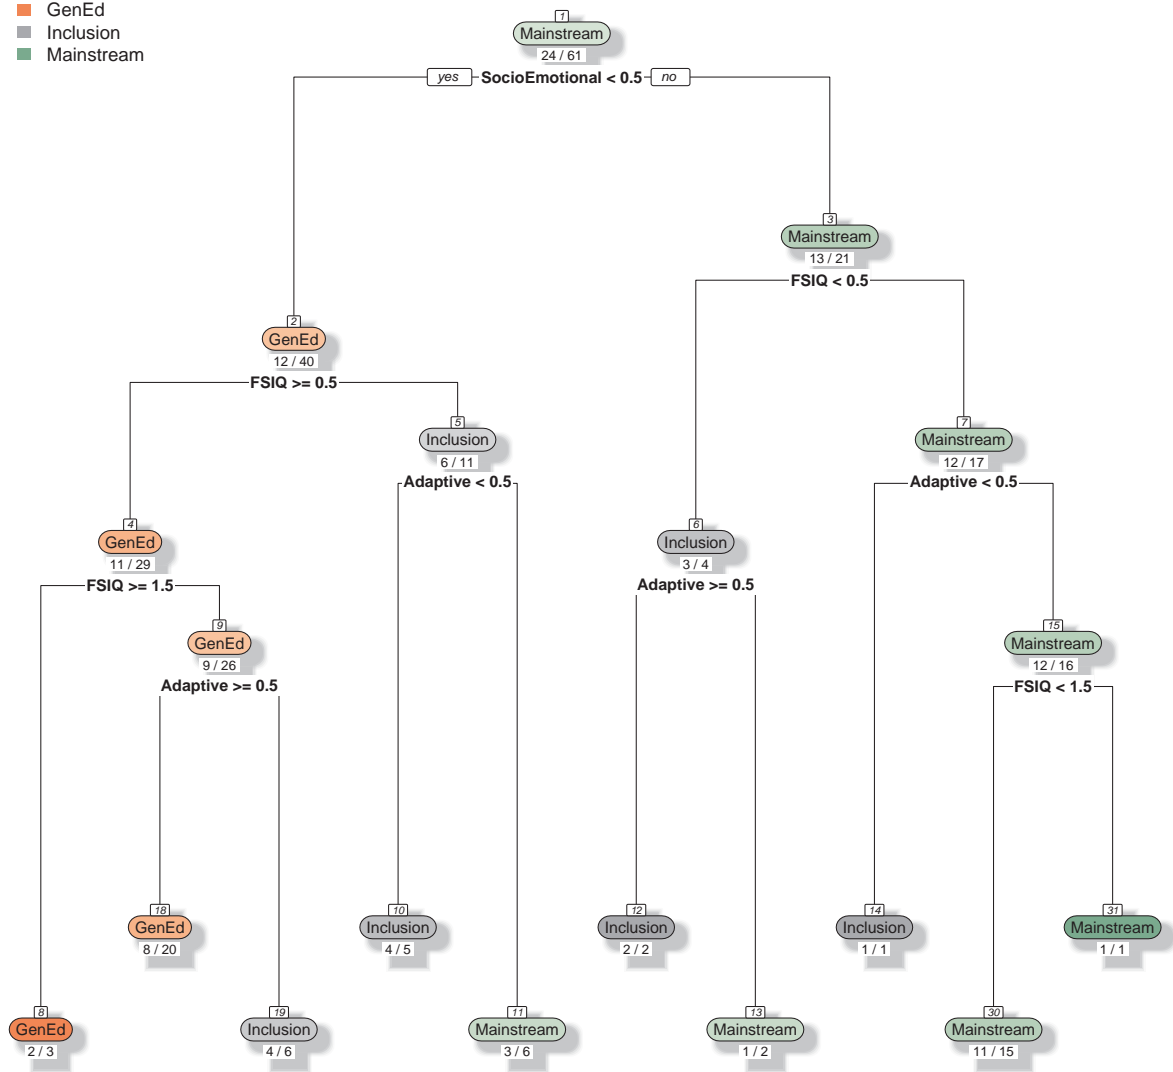 GenEd
Inclusion
Mainstream
1
Mainstream
24 / 61
yes SocioEmotional < 0.5 no
3
Mainstream
13 / 21
FSIQ < 0.5
2
GenEd
12 / 40
FSIQ >= 0.5
5
Inclusion
6 / 11
Adaptive < 0.5
7
Mainstream
12 / 17
Adaptive < 0.5
4
GenEd
11 / 29
FSIQ >= 1.5
6
Inclusion
3 / 4
Adaptive >= 0.5
9
GenEd
9 / 26
Adaptive >= 0.5
15
Mainstream
12 / 16
FSIQ < 1.5
18
GenEd
8 / 20
10
Inclusion
4 / 5
12
Inclusion
2 / 2
14
Inclusion
1 / 1
31
Mainstream
1 / 1
8
GenEd
2 / 3
19
Inclusion
4 / 6
11
Mainstream
3 / 6
13
Mainstream
1 / 2
30
Mainstream
11 / 15